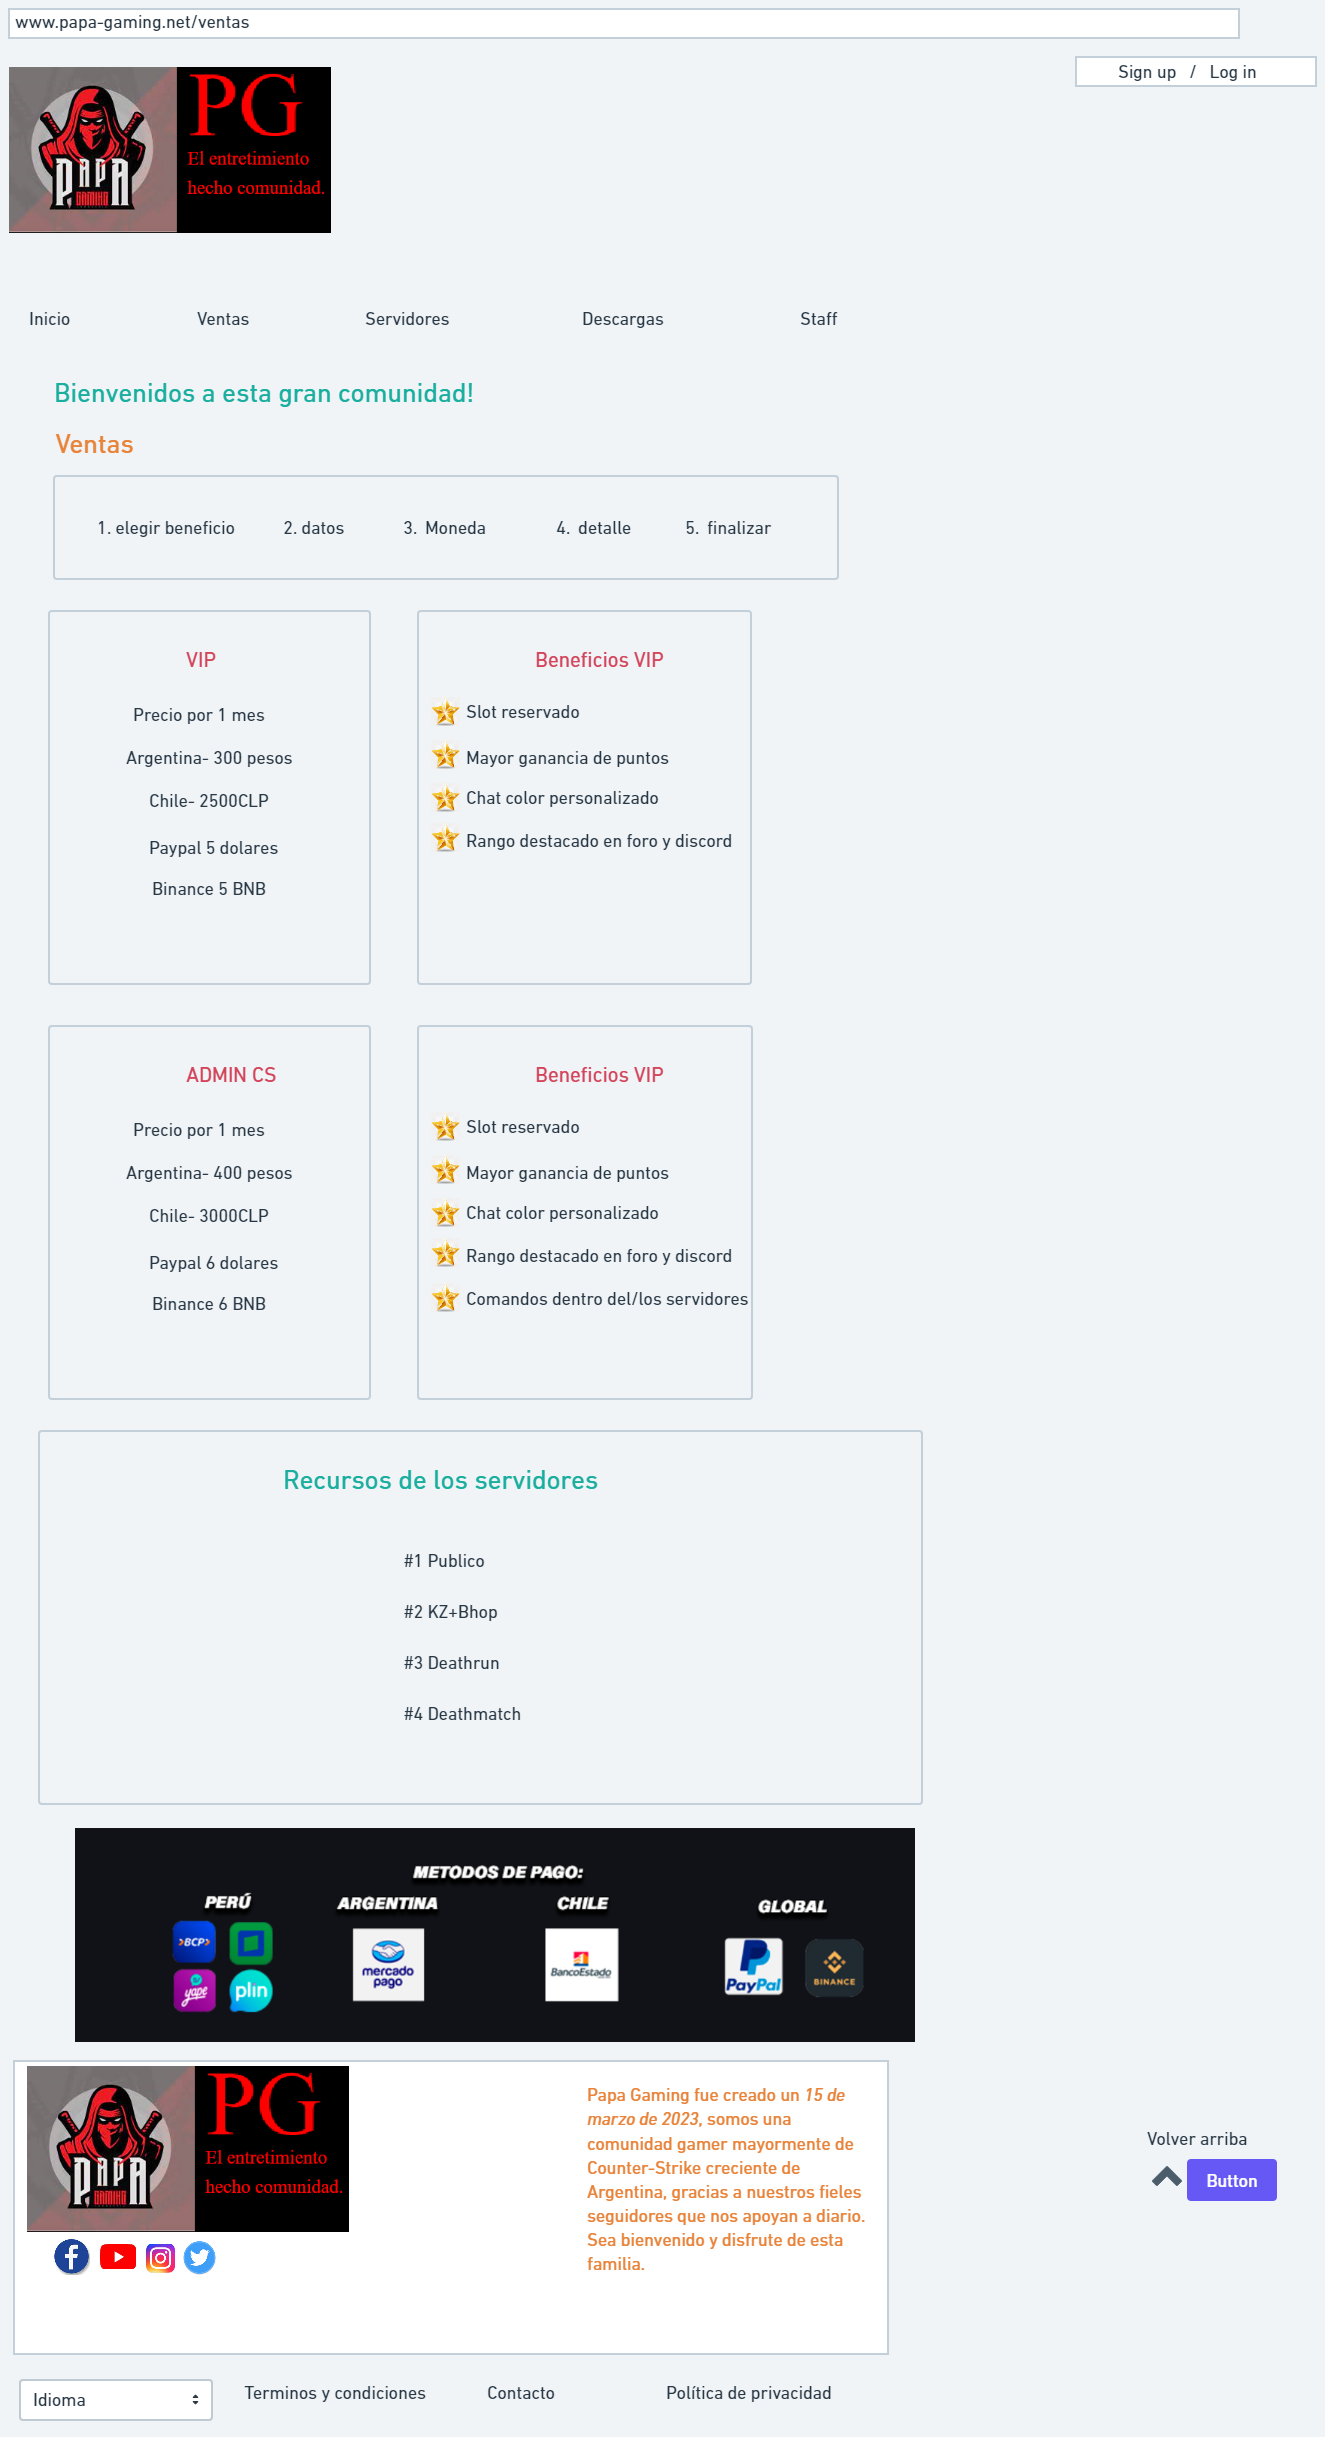 www.papa-gaming.net/ventas
Sign up / Log in
PG
El entretimiento
hecho comunidad.
PAPA
GAMING
Inicio Ventas Servidores Descargas Staff
Bienvenidos a esta gran comunidad!
Ventas
1. elegir beneficio 2. datos 3. Moneda 4. detalle 5. finalizar
VIP
Precio por 1 mes
Argentina- 300 pesos
Chile- 2500CLP
Paypal 5 dolares
Binance 5 BNB
Beneficios VIP
Slot reservado
Mayor ganancia de puntos
Chat color personalizado
Rango destacado en foro y discord
ADMIN CS
Precio por 1 mes
Argentina- 400 pesos
Chile- 3000CLP
Paypal 6 dolares
Binance 6 BNB
Beneficios VIP
Slot reservado
Mayor ganancia de puntos
Chat color personalizado
Rango destacado en foro y discord
Comandos dentro del/los servidores
Recursos de los servidores
#1 Publico
#2 KZ+Bhop
#3 Deathrun
#4 Deathmatch
METODOS DE PAGO:
PERÚ
BCP
yape
plin
ARGENTINA
mercado
pago
CHILE
BancoEstado
GLOBAL
PayPal
BINANCE
PG
El entretimiento
hecho comunidad.
PAPA
GAMING
Papa Gaming fue creado un 15 de
marzo de 2023, somos una
comunidad gamer mayormente de
Counter-Strike creciente de
Argentina, gracias a nuestros fieles
seguidores que nos apoyan a diario.
Sea bienvenido y disfrute de esta
familia.
Volver arriba
Button
Idioma
Terminos y condiciones Contacto Política de privacidad